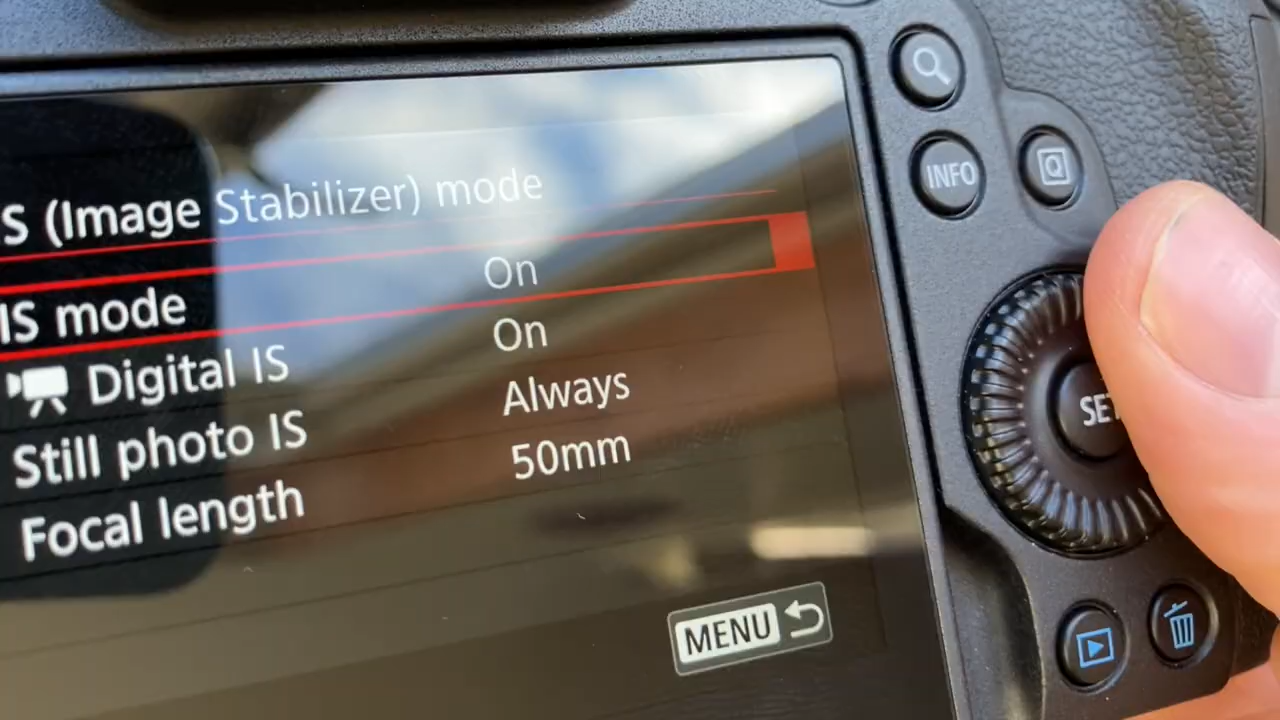 S (Image Stabilizer) mode
IS mode On
Digital IS On
Still photo IS Always
Focal length 50mm
MENU
INFO
Q
SET